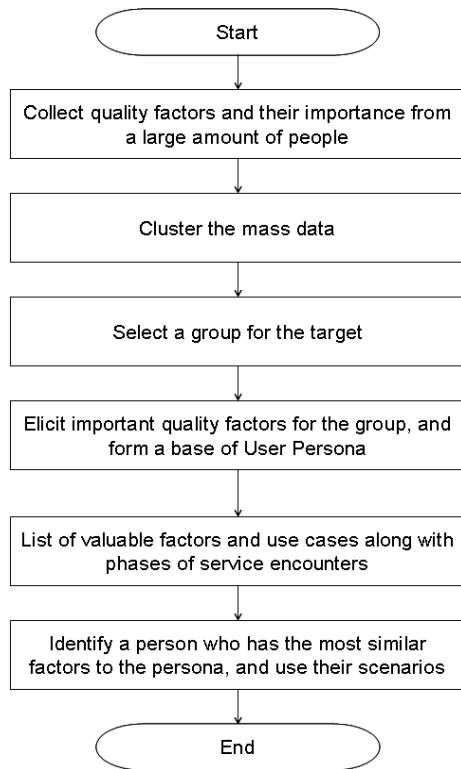 Start
Collect quality factors and their importance from
a large amount of people
Cluster the mass data
Select a group for the target
Elicit important quality factors for the group, and
form a base of User Persona
List of valuable factors and use cases along with
phases of service encounters
Identify a person who has the most similar
factors to the persona, and use their scenarios
End